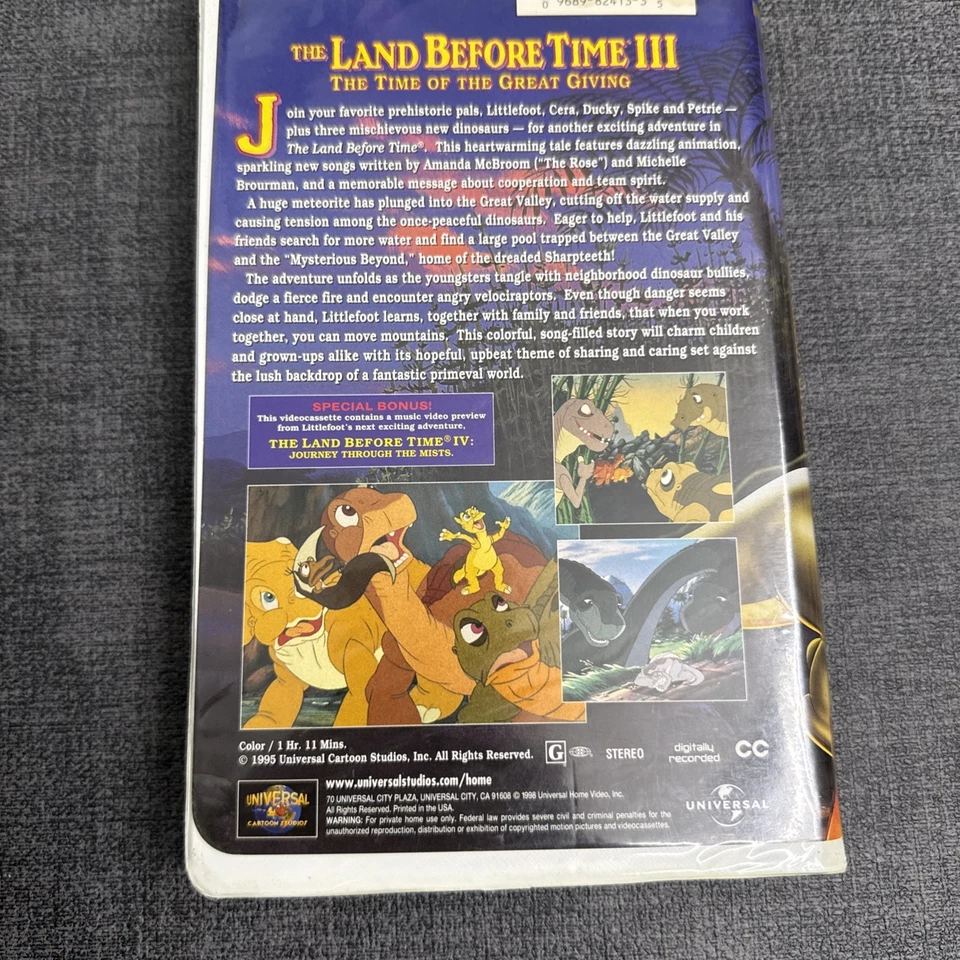 0 9689-82413-3 5
THE LAND BEFORE TIME III
THE TIME OF THE GREAT GIVING
Join your favorite prehistoric pals, Littlefoot, Cera, Ducky, Spike and Petrie —
plus three mischievous new dinosaurs — for another exciting adventure in
The Land Before Time®. This heartwarming tale features dazzling animation,
sparkling new songs written by Amanda McBroom ("The Rose") and Michelle
Brourman, and a memorable message about cooperation and team spirit.
A huge meteorite has plunged into the Great Valley, cutting off the water supply and
causing tension among the once-peaceful dinosaurs. Eager to help, Littlefoot and his
friends search for more water and find a large pool trapped between the Great Valley
and the "Mysterious Beyond," home of the dreaded Sharpteeth!
The adventure unfolds as the youngsters tangle with neighborhood dinosaur bullies,
dodge a fierce fire and encounter angry velociraptors. Even though danger seems
close at hand, Littlefoot learns, together with family and friends, that when you work
together, you can move mountains. This colorful, song-filled story will charm children
and grown-ups alike with its hopeful, upbeat theme of sharing and caring set against
the lush backdrop of a fantastic primeval world.
SPECIAL BONUS!
This videocassette contains a music video preview
from Littlefoot's next exciting adventure,
THE LAND BEFORE TIME® IV:
JOURNEY THROUGH THE MISTS.
Color / 1 Hr. 11 Mins.
© 1995 Universal Cartoon Studios, Inc. All Rights Reserved.
G
STEREO
digitally
recorded
CC
www.universalstudios.com/home
70 UNIVERSAL CITY PLAZA, UNIVERSAL CITY, CA 91608 © 1998 Universal Home Video, Inc.
All Rights Reserved. Printed in the USA.
WARNING: For private home use only. Federal law provides severe civil and criminal penalties for the
unauthorized reproduction, distribution or exhibition of copyrighted motion pictures and videocassettes.
UNIVERSAL
CARTOON STUDIOS
UNIVERSAL